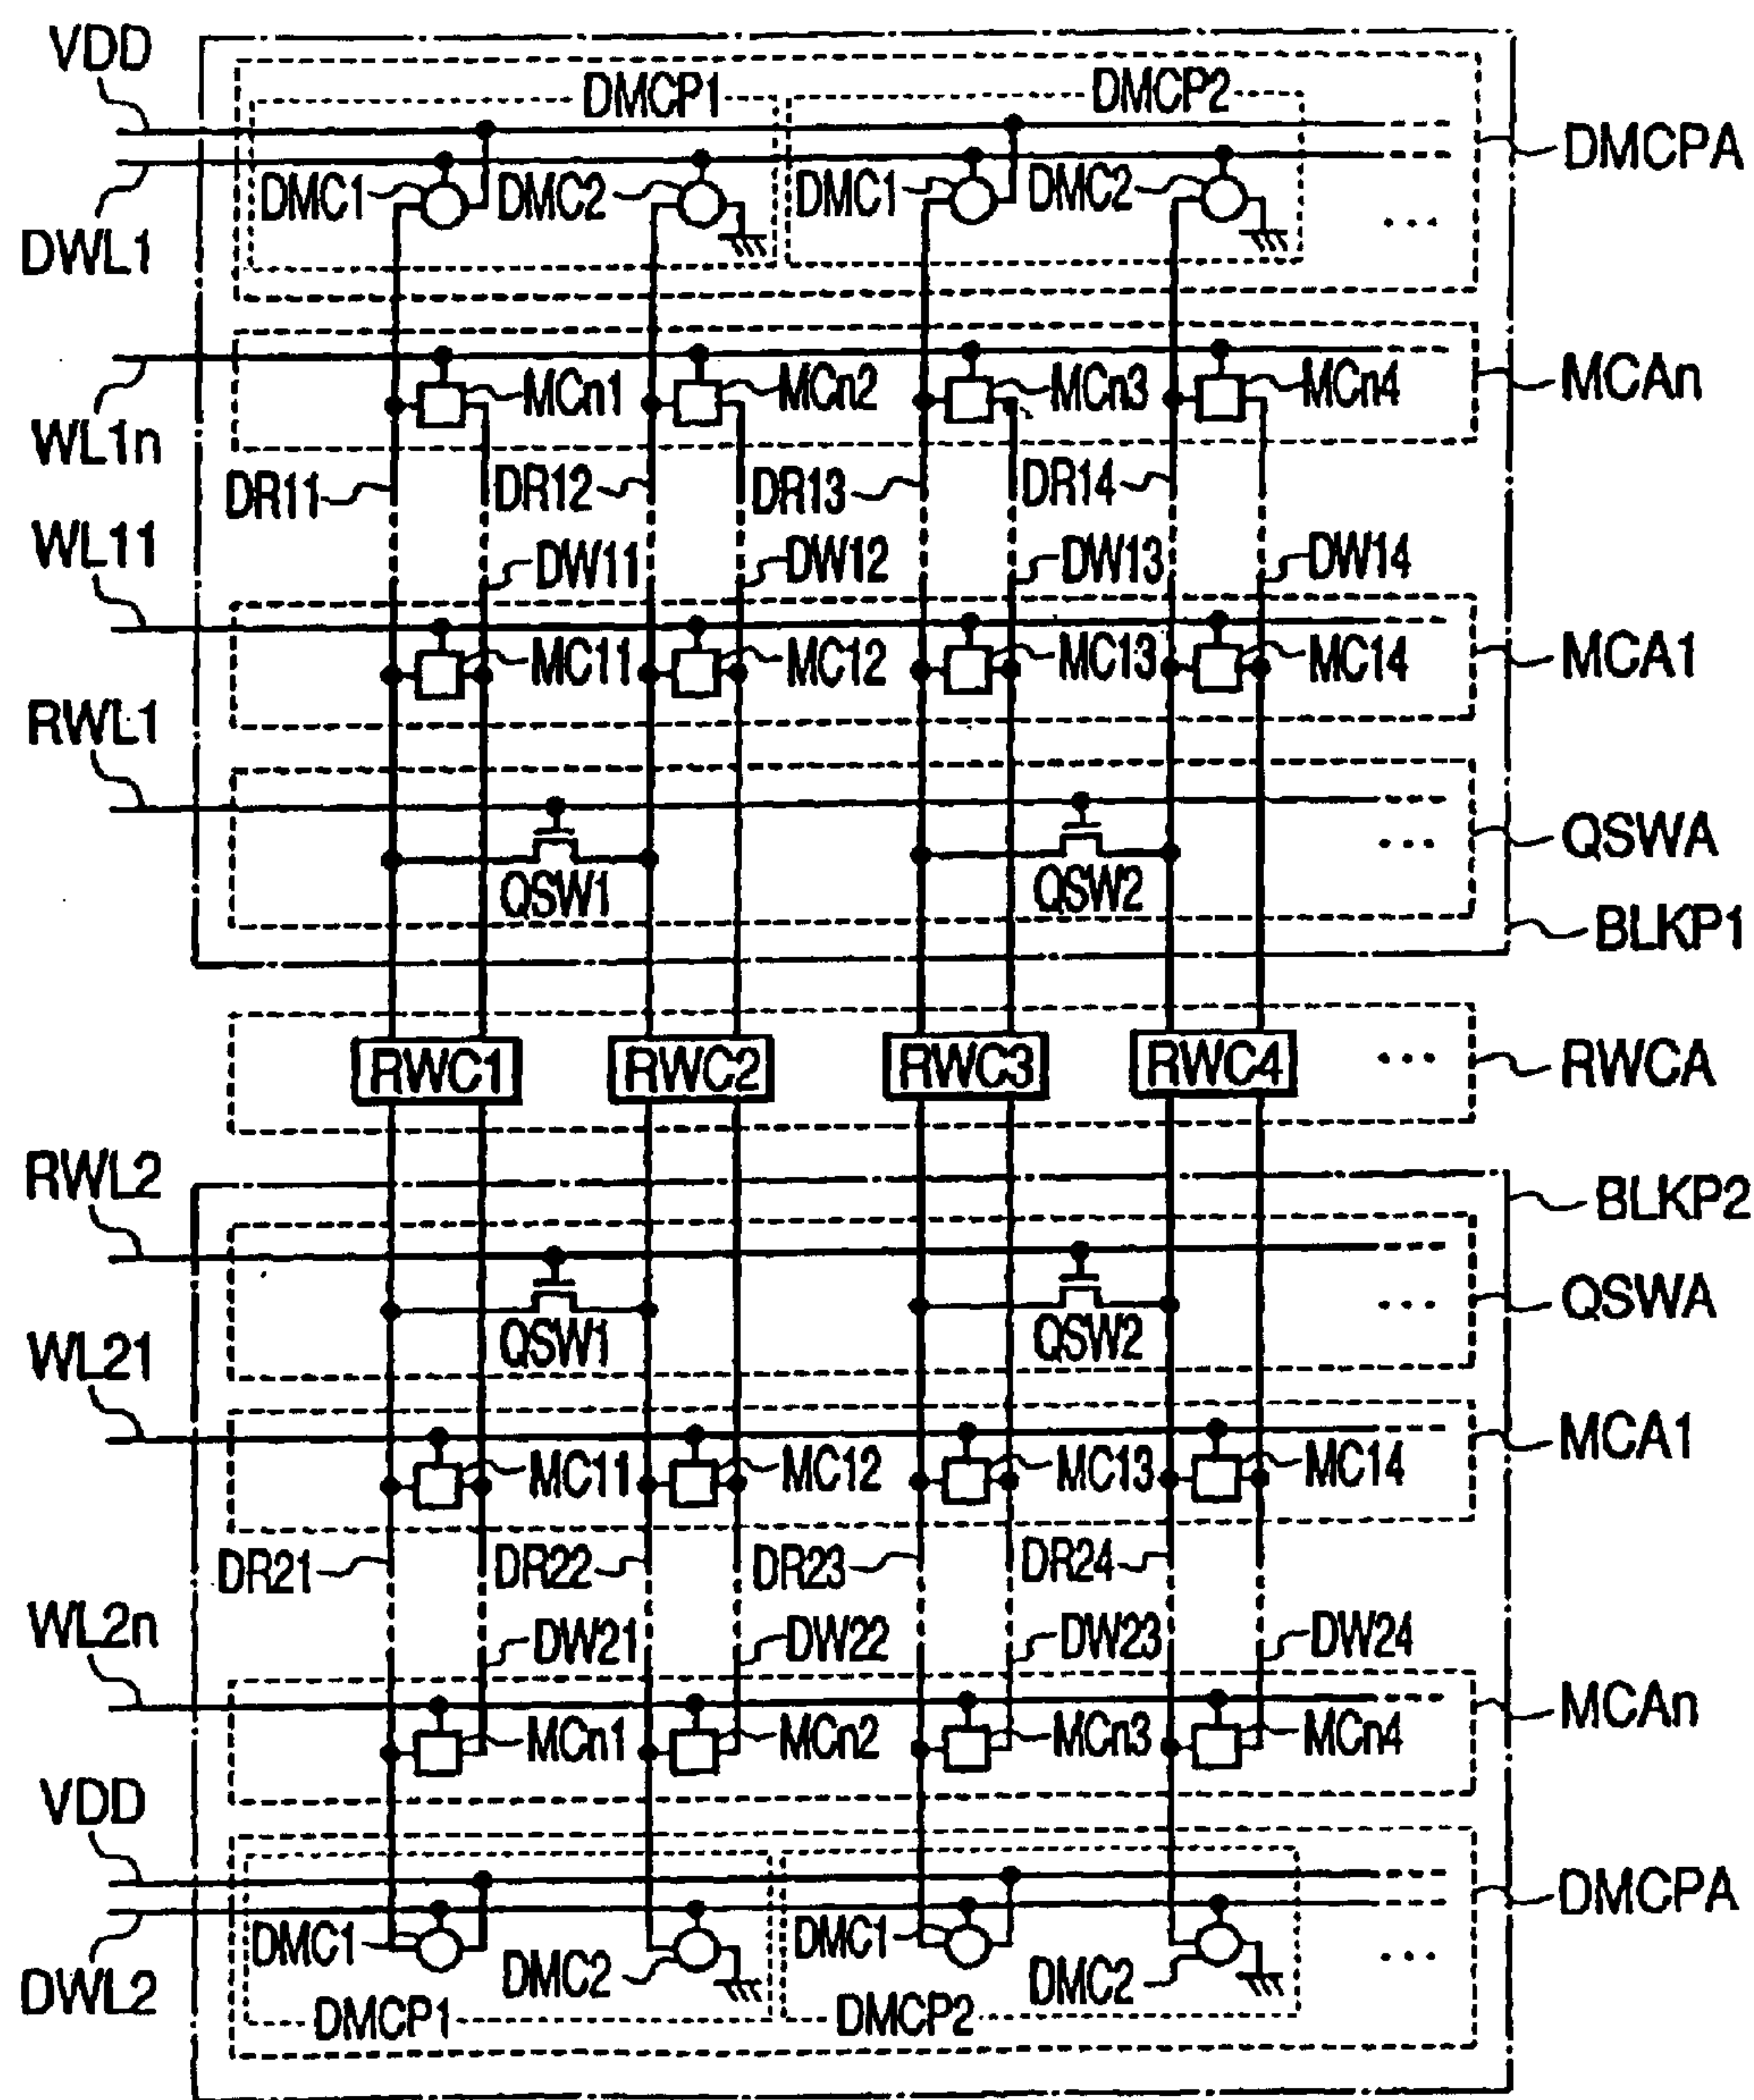 VDD
DMCP1 DMCP2
DMCPA
DMC1 DMC2 DMC1 DMC2 ...
DWL1
MCn1 MCn2 MCn3 MCn4
MCAn
WL1n
DR11 DR12 DR13 DR14
WL11
DW11 DW12 DW13 DW14
MC11 MC12 MC13 MC14
MCA1
RWL1
QSWA
...
QSW1 QSW2
BLKP1
RWC1 RWC2 RWC3 RWC4 ...
RWCA
RWL2
BLKP2
QSWA
...
QSW1 QSW2
WL21
MCA1
MC11 MC12 MC13 MC14
DR21 DR22 DR23 DR24
WL2n
DW21 DW22 DW23 DW24
MCn1 MCn2 MCn3 MCn4
MCAn
VDD
DMCPA
DMC1 DMC2 DMC1 DMC2 ...
DWL2
DMCP1 DMCP2